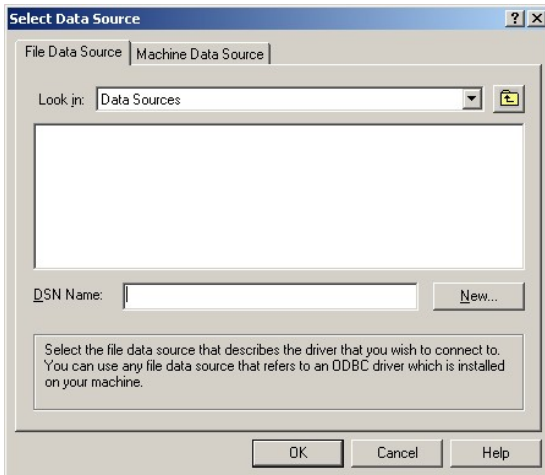 Select Data Source
File Data Source Machine Data Source
Look in: Data Sources
DSN Name: New...
Select the file data source that describes the driver that you wish to connect to.
You can use any file data source that refers to an ODBC driver which is installed
on your machine.
OK Cancel Help